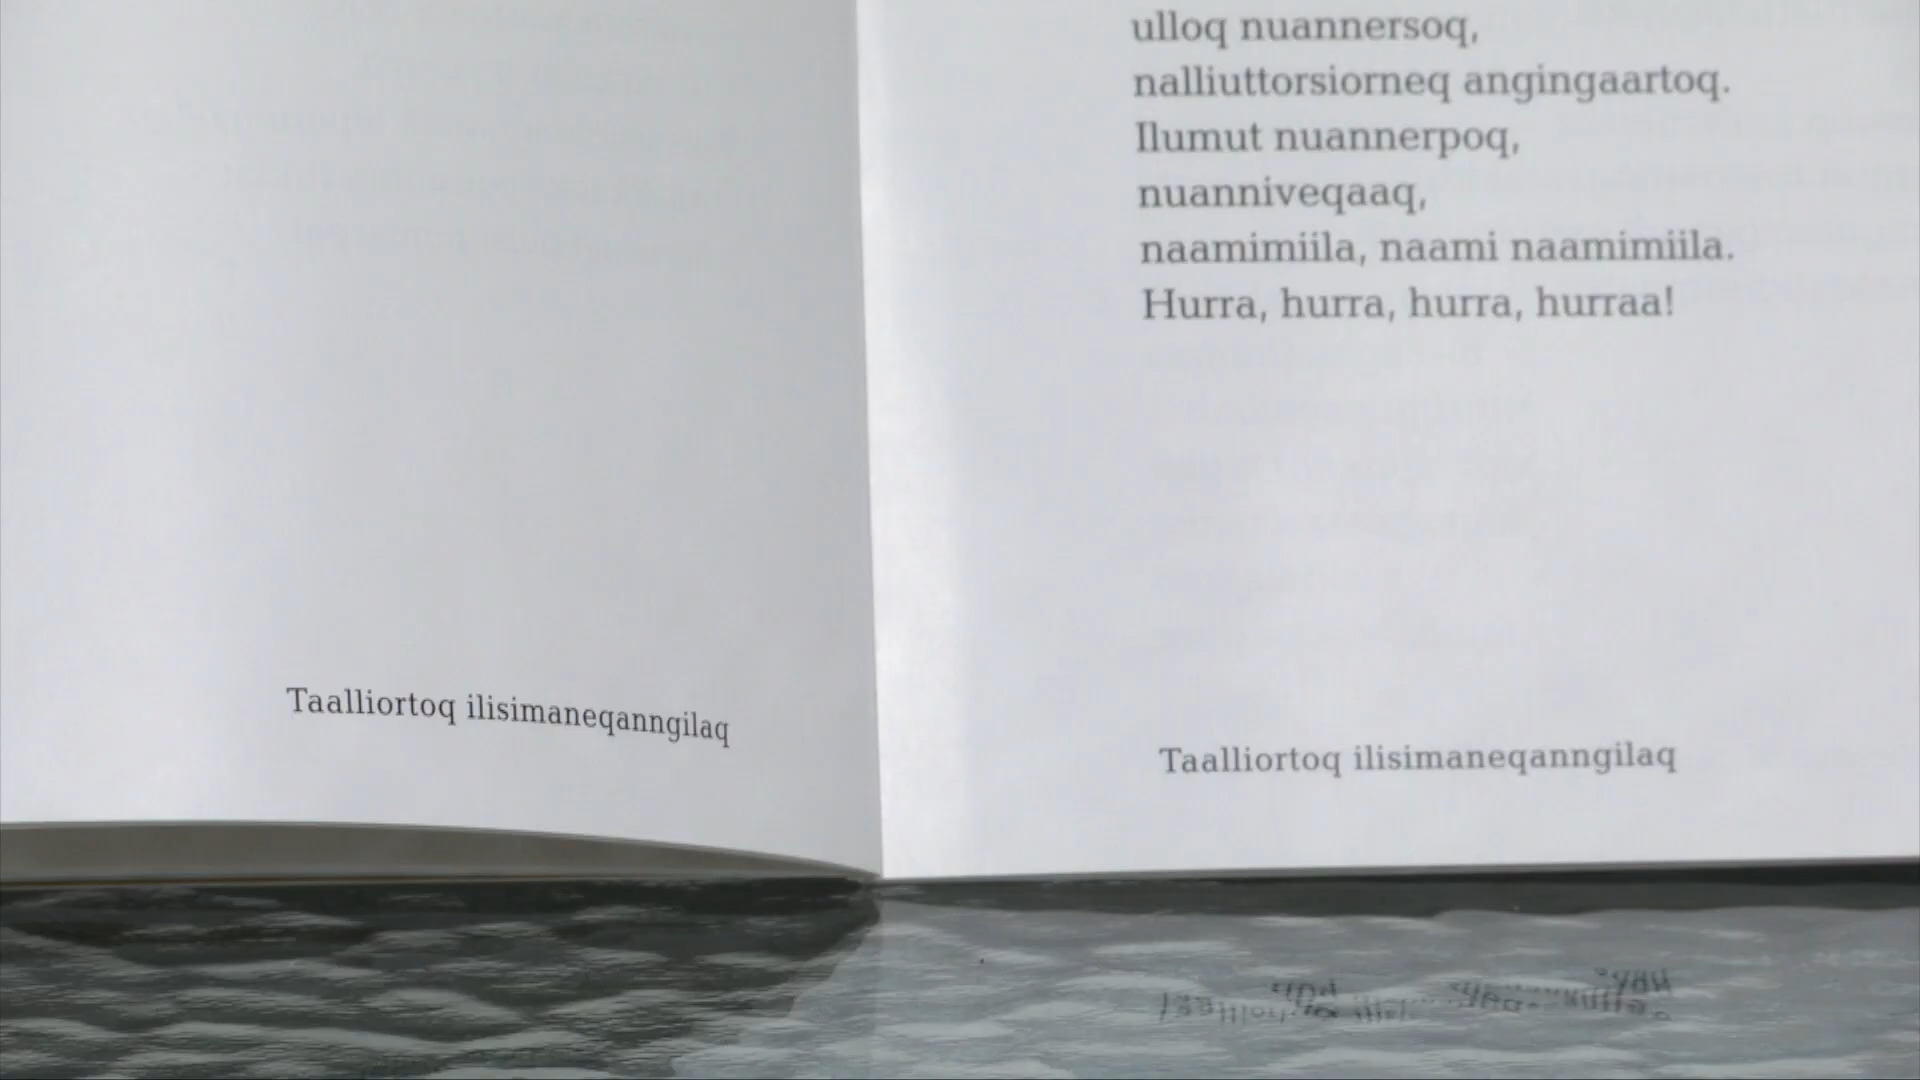 Taalliortoq ilisimaneqanngilaq
ulloq nuannersoq,
nalliuttorsiorneq angingaartoq.
Ilumut nuannerpoq,
nuanniveqaaq,
naamimiila, naami naamimiila.
Hurra, hurra, hurra, hurraa!
Taalliortoq ilisimaneqanngilaq